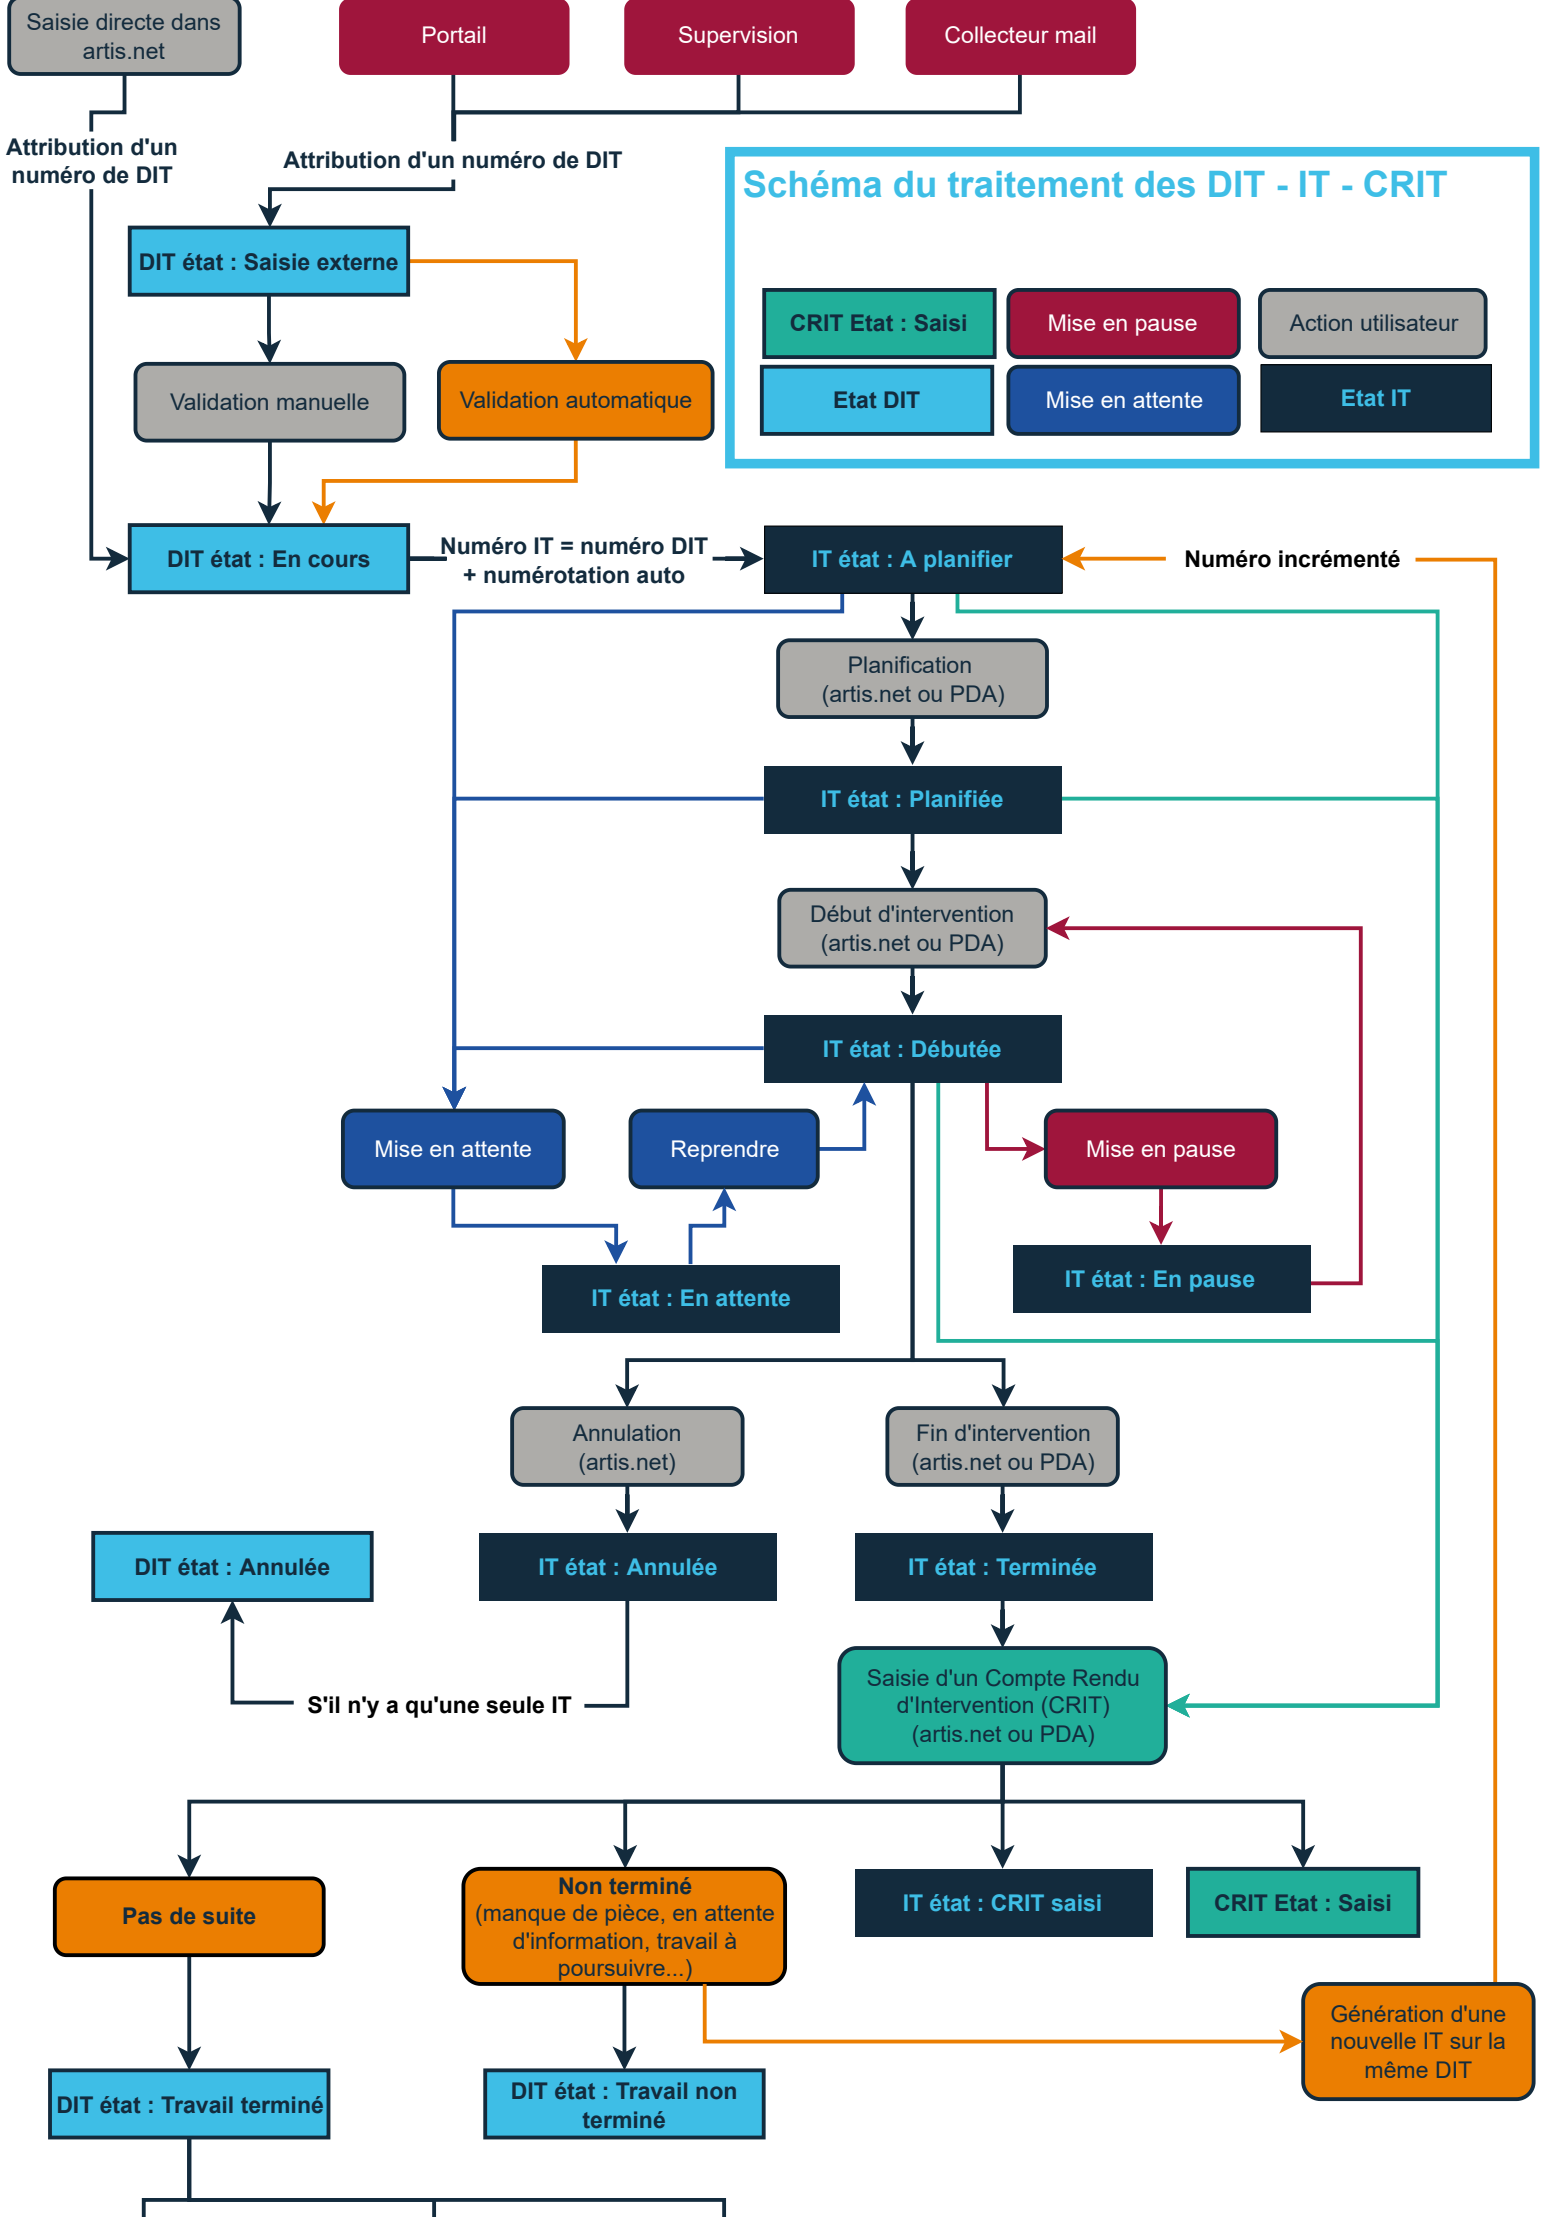 Saisie directe dans
artis.net
Portail
Supervision
Collecteur mail
Attribution d'un
numéro de DIT
Attribution d'un numéro de DIT
Schéma du traitement des DIT - IT - CRIT
CRIT Etat : Saisi
Mise en pause
Action utilisateur
Etat DIT
Mise en attente
Etat IT
DIT état : Saisie externe
Validation manuelle
Validation automatique
DIT état : En cours
Numéro IT = numéro DIT
+ numérotation auto
IT état : A planifier
Numéro incrémenté
Planification
(artis.net ou PDA)
IT état : Planifiée
Début d'intervention
(artis.net ou PDA)
IT état : Débutée
Mise en attente
Reprendre
Mise en pause
IT état : En attente
IT état : En pause
Annulation
(artis.net)
Fin d'intervention
(artis.net ou PDA)
DIT état : Annulée
IT état : Annulée
IT état : Terminée
S'il n'y a qu'une seule IT
Saisie d'un Compte Rendu
d'Intervention (CRIT)
(artis.net ou PDA)
Pas de suite
Non terminé
(manque de pièce, en attente
d'information, travail à
poursuivre...)
IT état : CRIT saisi
CRIT Etat : Saisi
Génération d'une
nouvelle IT sur la
même DIT
DIT état : Travail terminé
DIT état : Travail non
terminé